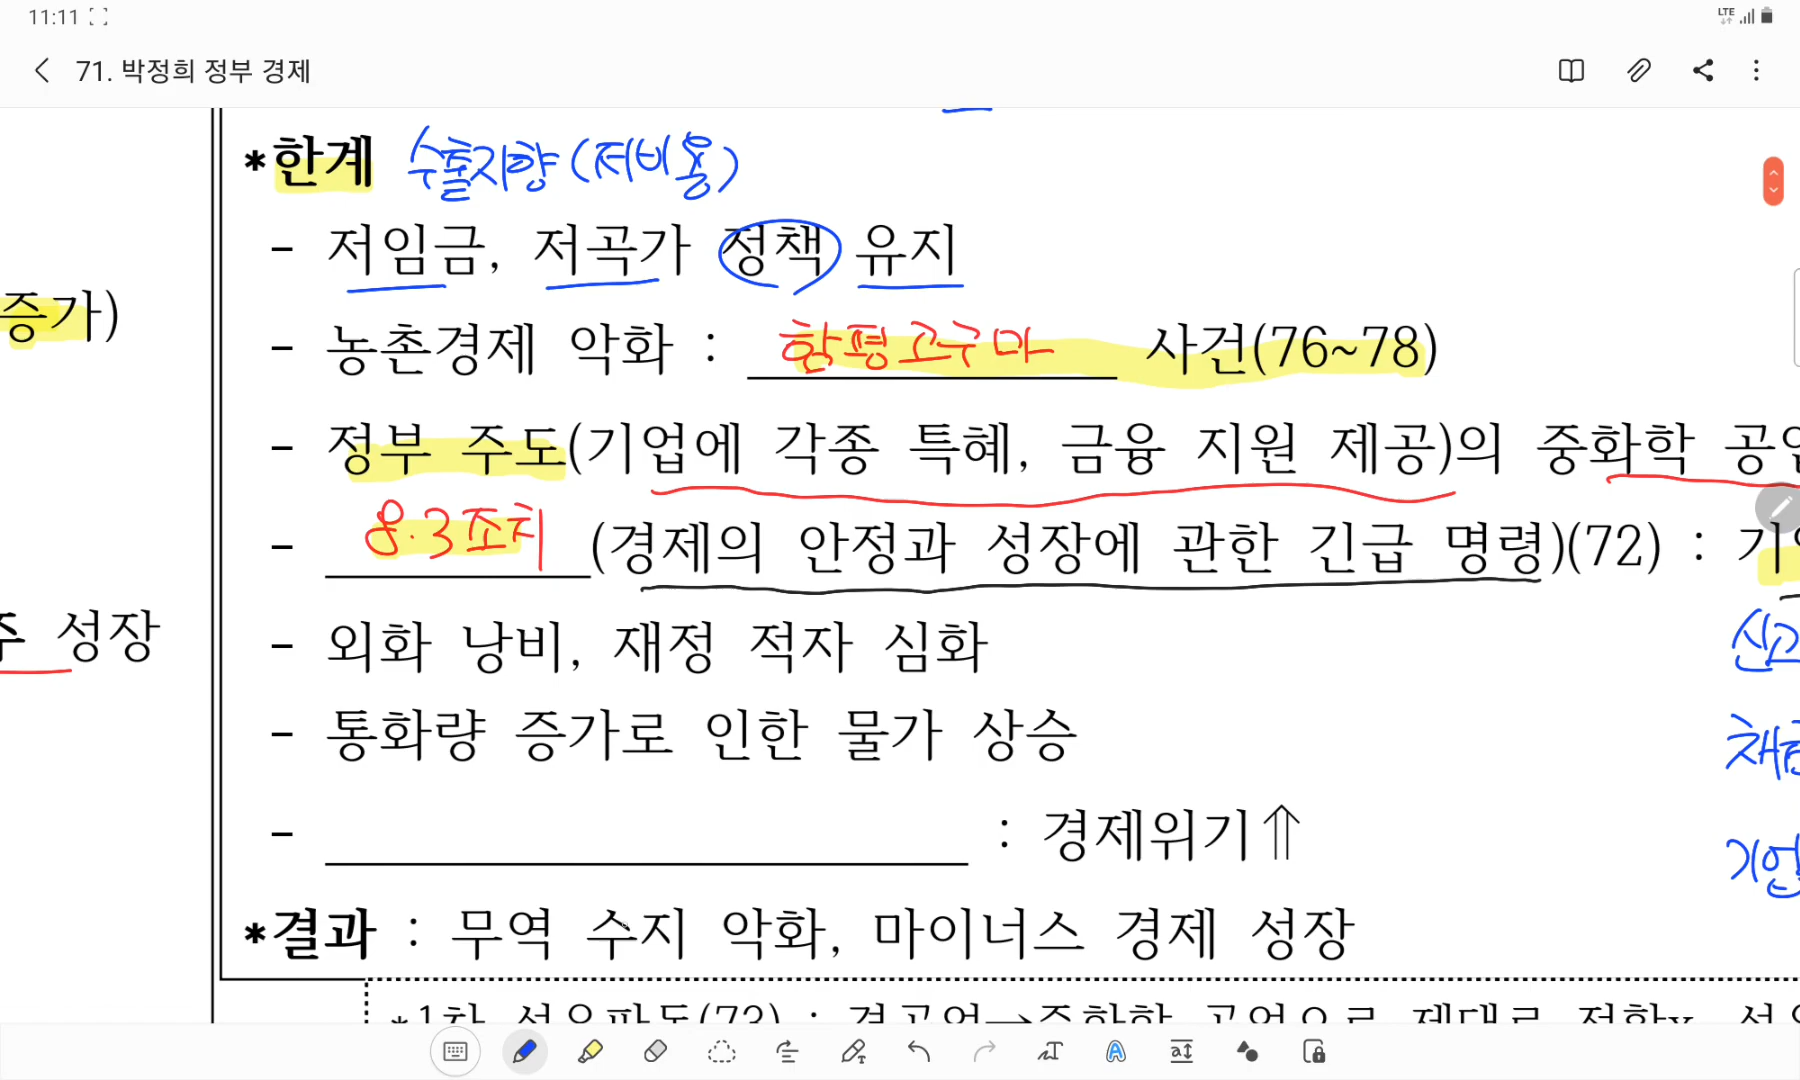 11:11
LTE
71. 박정희 정부 경제
*한계 수출지향(저비용)
- 저임금, 저곡가 정책 유지
증가)
- 농촌경제 악화 : 함평고구마 사건(76~78)
- 정부 주도(기업에 각종 특혜, 금융 지원 제공)의 중화학
- 8.3조치 (경제의 안정과 성장에 관한 긴급 명령)(72) :
성장
- 외화 낭비, 재정 적자 심화
신고
- 통화량 증가로 인한 물가 상승
- : 경제위기⇑
*결과 : 무역 수지 악화, 마이너스 경제 성장